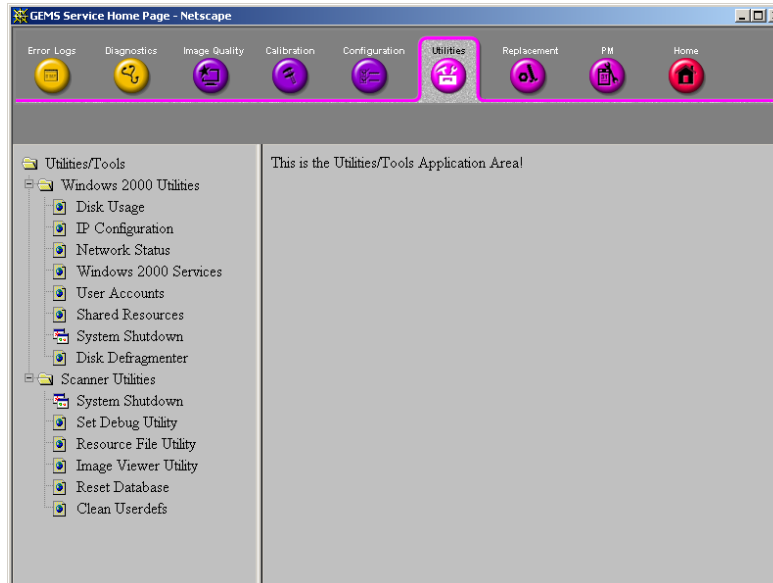 GEMS Service Home Page - Netscape
Error Logs Diagnostics Image Quality Calibration Configuration Utilities Replacement PM Home
Utilities/Tools
This is the Utilities/Tools Application Area!
Windows 2000 Utilities
Disk Usage
IP Configuration
Network Status
Windows 2000 Services
User Accounts
Shared Resources
System Shutdown
Disk Defragmenter
Scanner Utilities
System Shutdown
Set Debug Utility
Resource File Utility
Image Viewer Utility
Reset Database
Clean Userdefs